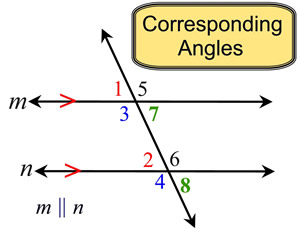 Corresponding
Angles
1 5
m
3 7
2 6
n
4 8
m || n